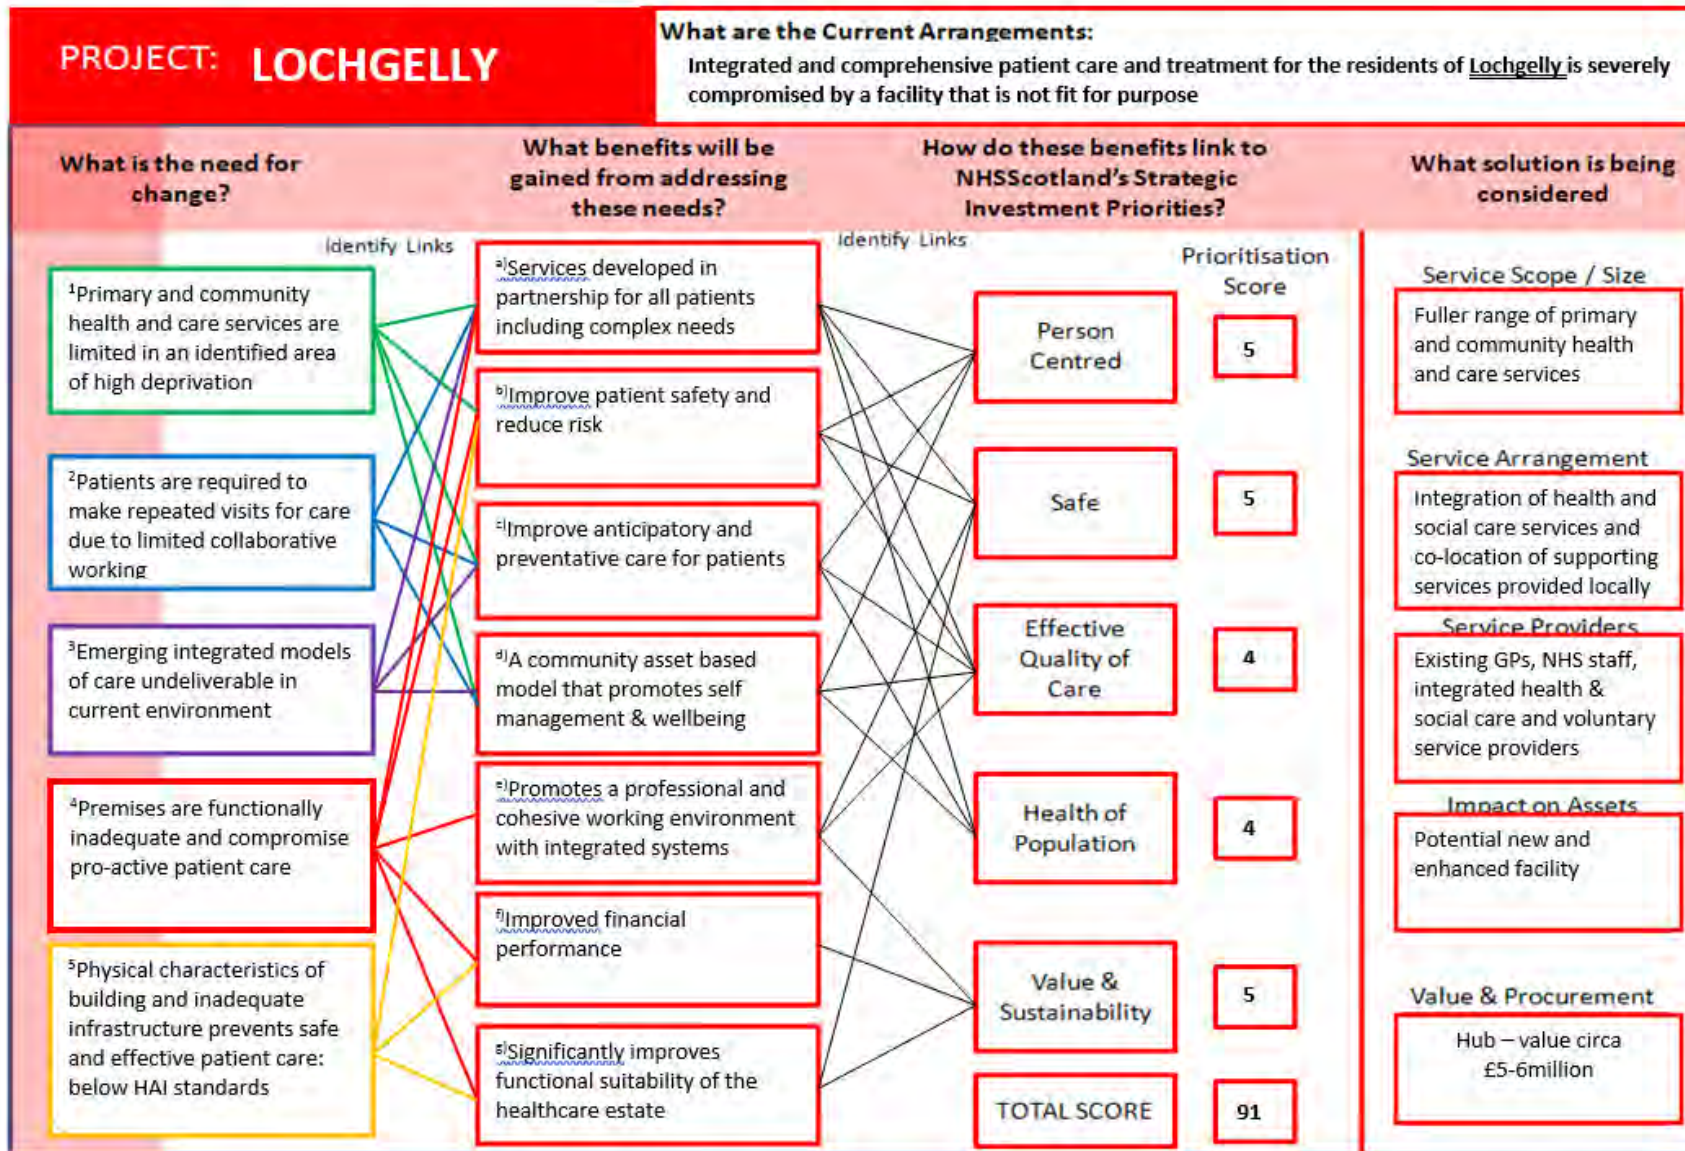 PROJECT: LOCHGELLY
What are the Current Arrangements:
Integrated and comprehensive patient care and treatment for the residents of Lochgelly is severely
compromised by a facility that is not fit for purpose
What is the need for
change?
What benefits will be
gained from addressing
these needs?
How do these benefits link to
NHSScotland's Strategic
Investment Priorities?
What solution is being
considered
Identify Links
Identify Links
1Primary and community
health and care services are
limited in an identified area
of high deprivation
2Patients are required to
make repeated visits for care
due to limited collaborative
working
3Emerging integrated models
of care undeliverable in
current environment
4Premises are functionally
inadequate and compromise
pro-active patient care
5Physical characteristics of
building and inadequate
infrastructure prevents safe
and effective patient care:
below HAI standards
a)Services developed in
partnership for all patients
including complex needs
b)Improve patient safety and
reduce risk
c)Improve anticipatory and
preventative care for patients
d)A community asset based
model that promotes self
management & wellbeing
e)Promotes a professional and
cohesive working environment
with integrated systems
f)Improved financial
performance
g)Significantly improves
functional suitability of the
healthcare estate
Prioritisation
Score
Person
Centred
5
Safe
5
Effective
Quality of
Care
4
Health of
Population
4
Value &
Sustainability
5
TOTAL SCORE
91
Service Scope / Size
Fuller range of primary
and community health
and care services
Service Arrangement
Integration of health and
social care services and
co-location of supporting
services provided locally
Service Providers
Existing GPs, NHS staff,
integrated health &
social care and voluntary
service providers
Impact on Assets
Potential new and
enhanced facility
Value & Procurement
Hub – value circa
£5-6million